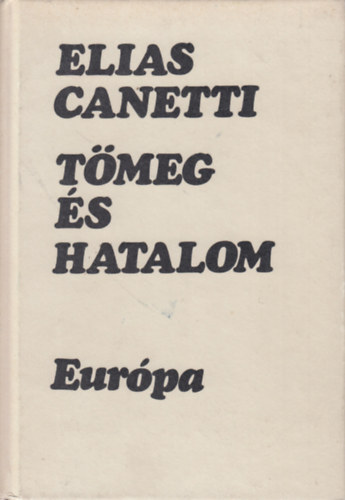 ELIAS
CANETTI
TÖMEG
ÉS
HATALOM
Európa